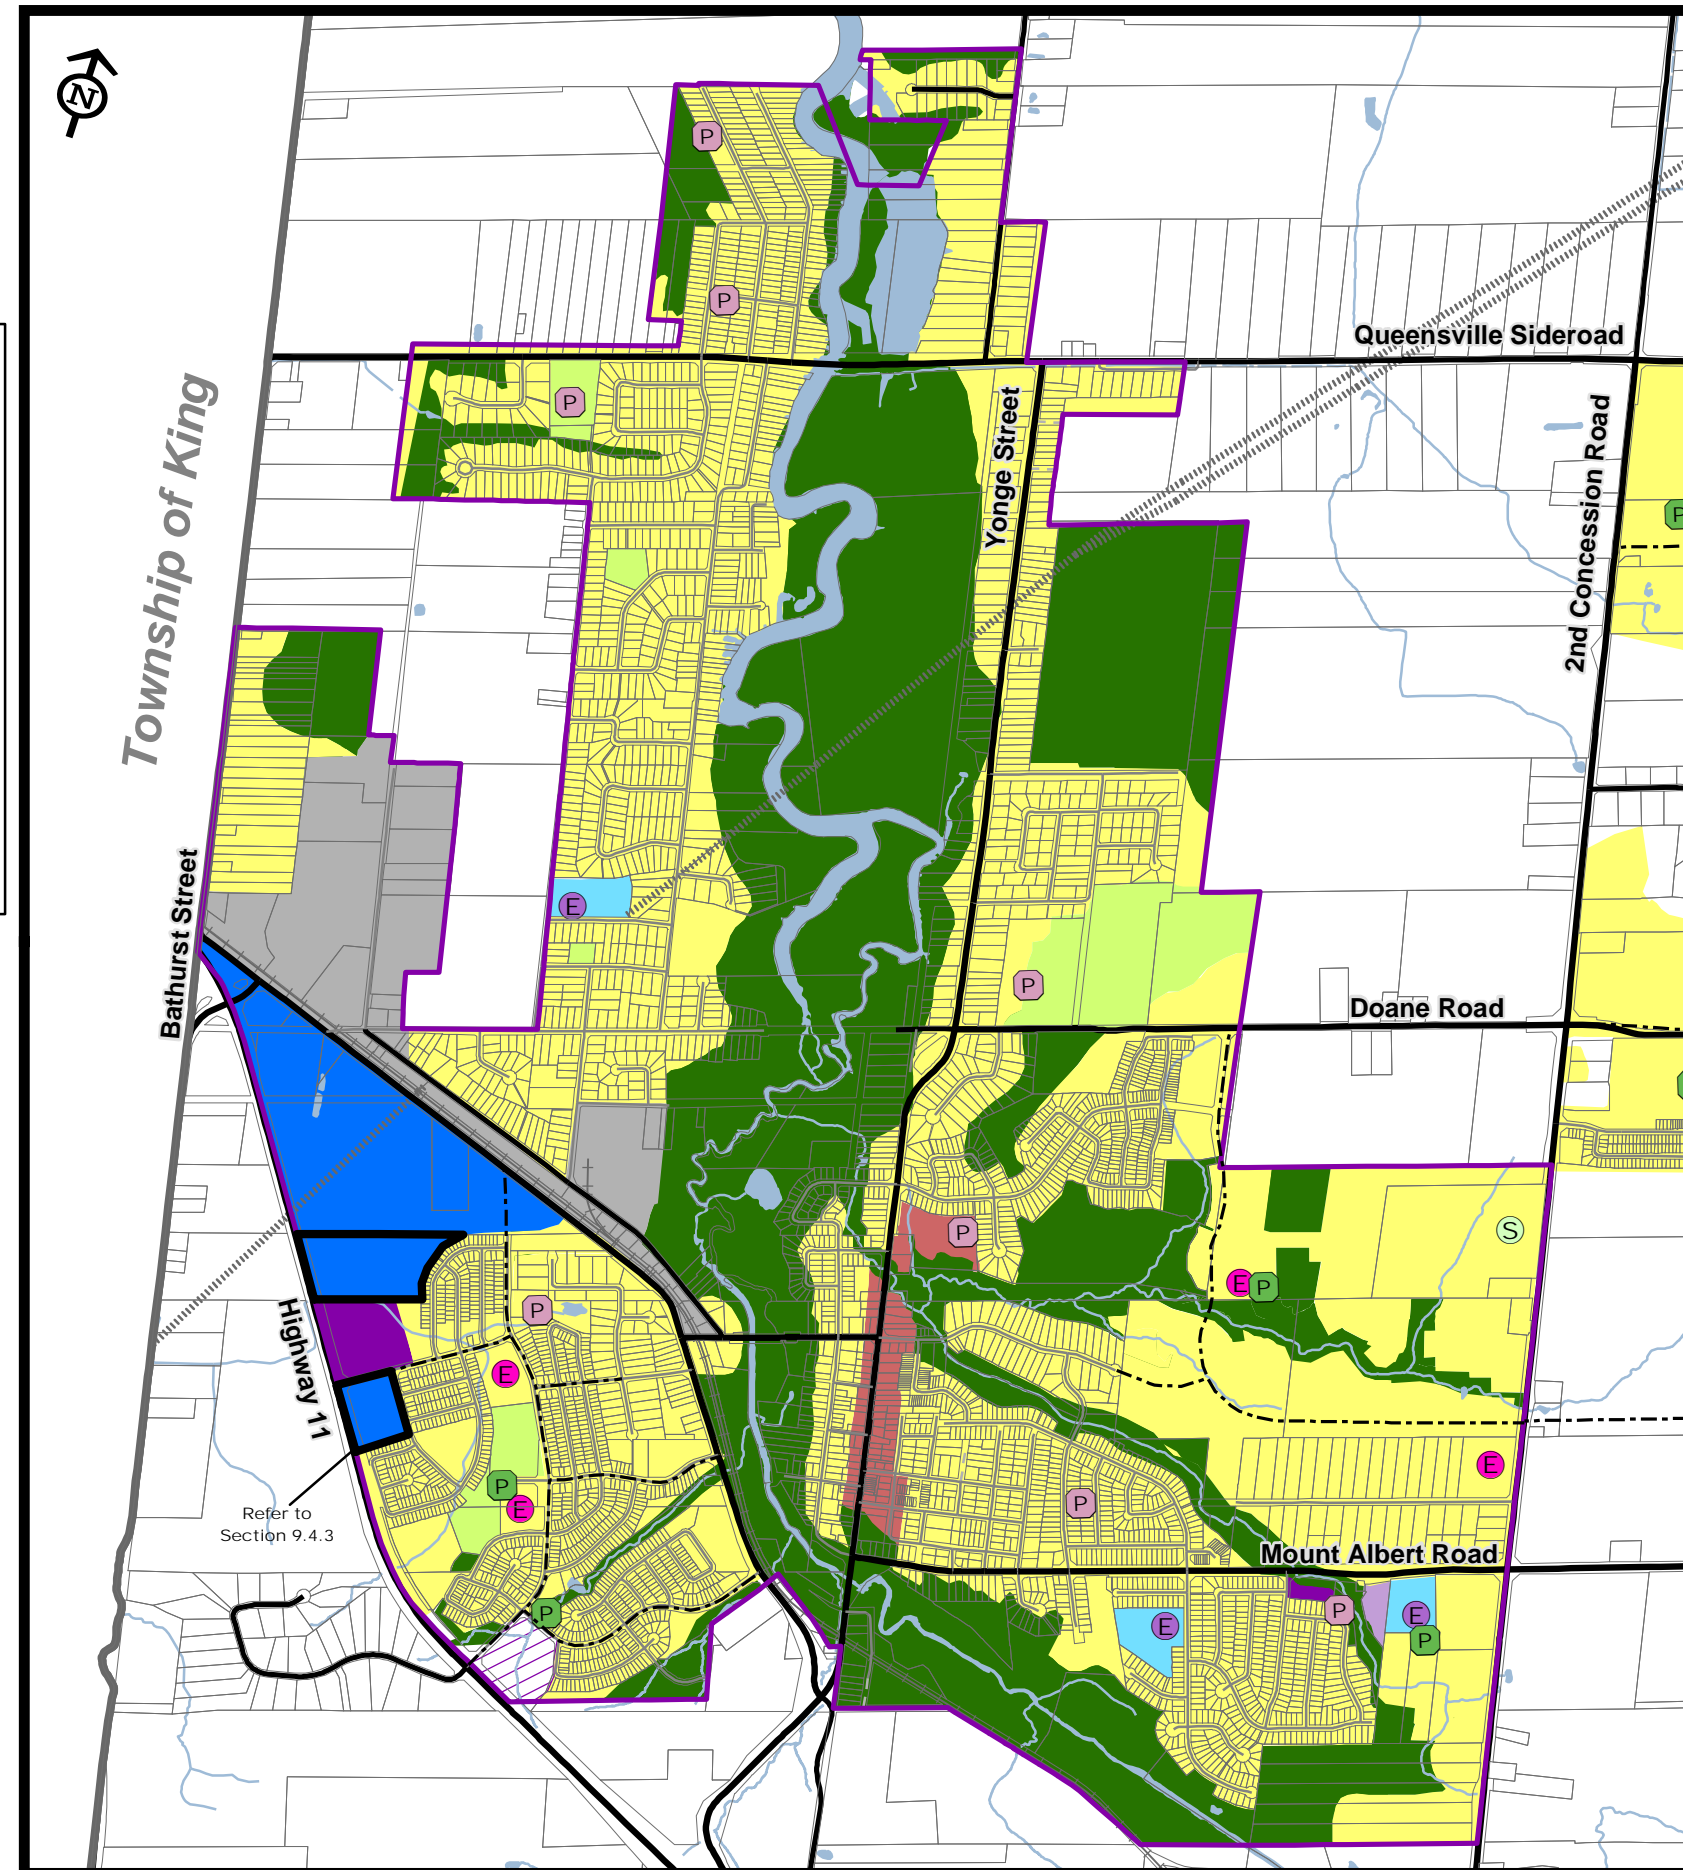 N
P
P
Queensville Sideroad
P
Township of King
Yonge Street
2nd Concession Road
P
E
Bathurst Street
P
Doane Road
P
S
E
P
P
Highway 11
E
E
P
P
E
Refer to
Section 9.4.3
Mount Albert Road
P
P
E
P
E
P